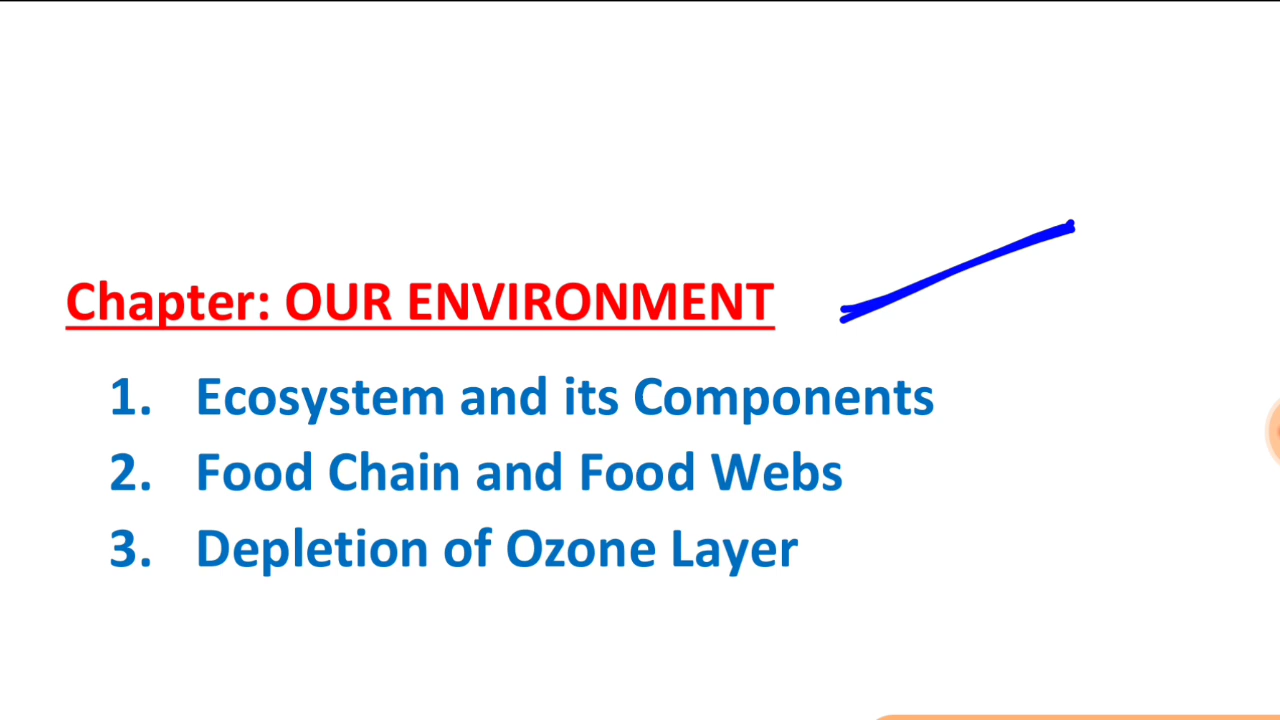 Chapter: OUR ENVIRONMENT
1. Ecosystem and its Components
2. Food Chain and Food Webs
3. Depletion of Ozone Layer